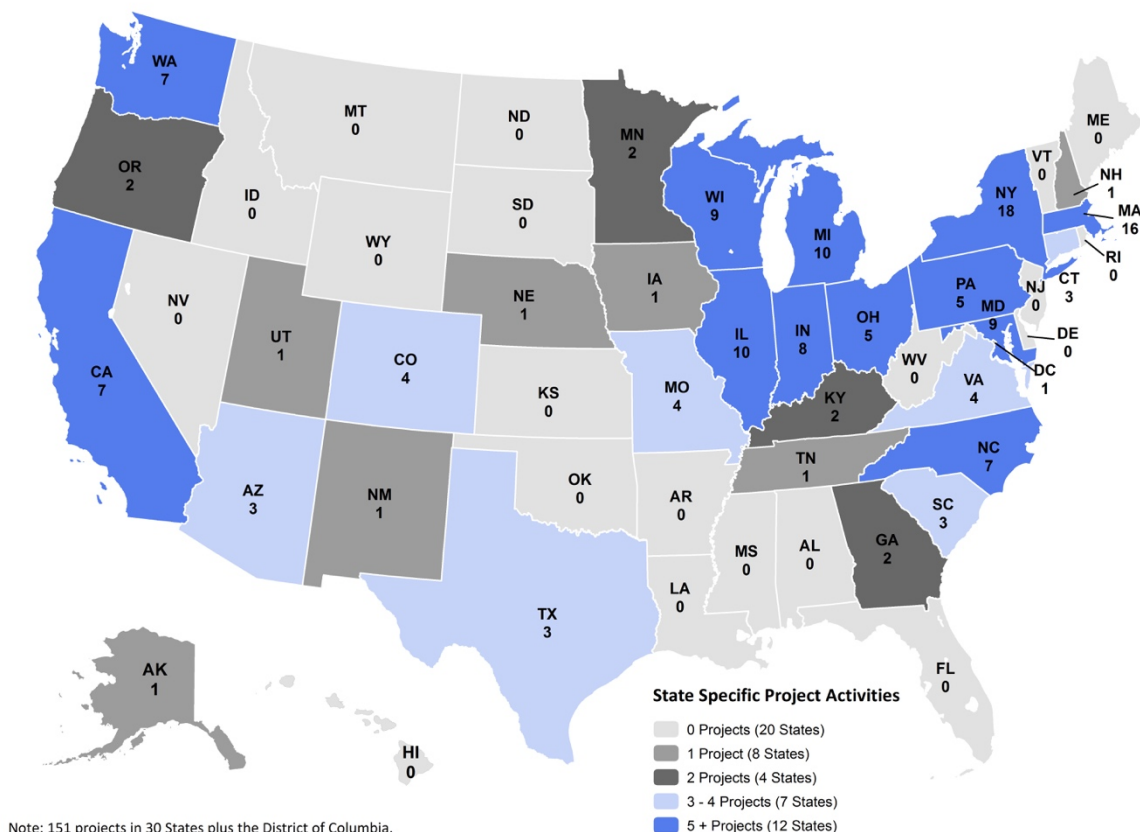 WA
7
MT
0
ND
0
MN
2
ME
0
VT
0
NH
1
OR
2
ID
0
SD
0
WI
9
NY
18
MA
16
WY
0
MI
10
RI
0
IA
1
PA
5
NJ
0
CT
3
NV
0
NE
1
MD
9
UT
1
IL
10
IN
8
OH
5
DE
0
CA
7
CO
4
WV
0
DC
1
KS
0
MO
4
VA
4
KY
2
NC
7
TN
1
AZ
3
NM
1
OK
0
AR
0
SC
3
MS
0
AL
0
GA
2
LA
0
TX
3
AK
1
FL
0
HI
0
State Specific Project Activities
0 Projects (20 States)
1 Project (8 States)
2 Projects (4 States)
3 - 4 Projects (7 States)
5 + Projects (12 States)
Note: 151 projects in 30 States plus the District of Columbia.